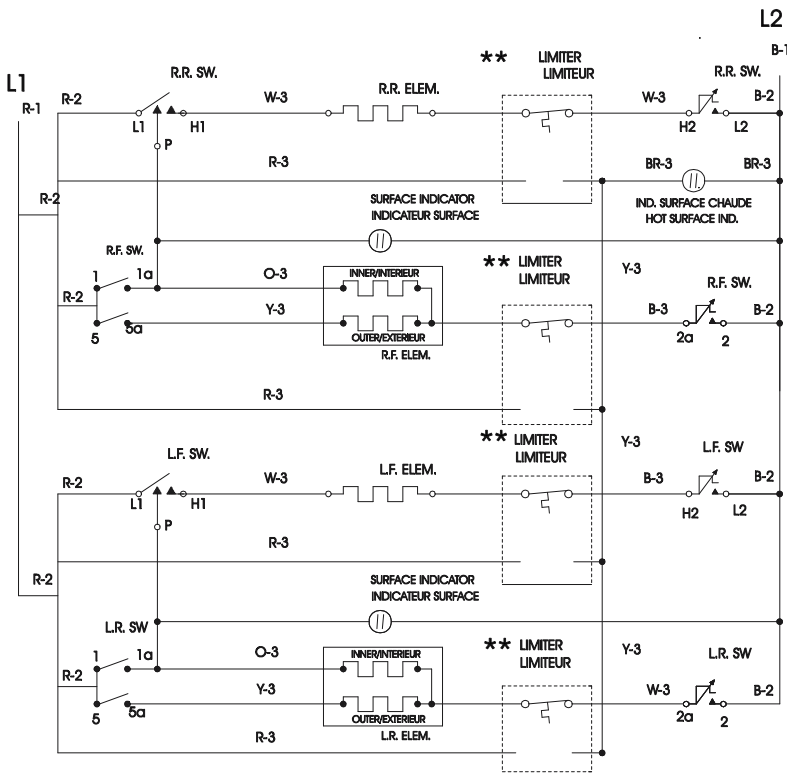 L2
B-1
** LIMITER
LIMITEUR
L1
R.R. SW.
R.R. SW.
R-1
R-2
W-3
R.R. ELEM.
W-3
B-2
L1
H1
H2
L2
P
R-3
BR-3
BR-3
R-2
SURFACE INDICATOR
INDICATEUR SURFACE
IND. SURFACE CHAUDE
HOT SURFACE IND.
R.F. SW.
** LIMITER
LIMITEUR
Y-3
1
1a
O-3
INNER/INTERIEUR
R.F. SW.
R-2
Y-3
B-3
B-2
5
5a
OUTER/EXTERIEUR
2a
2
R.F. ELEM.
R-3
** LIMITER
LIMITEUR
Y-3
L.F. SW.
L.F. SW
R-2
W-3
L.F. ELEM.
B-3
B-2
L1
H1
H2
L2
P
R-3
R-2
SURFACE INDICATOR
INDICATEUR SURFACE
L.R. SW
** LIMITER
LIMITEUR
Y-3
1
1a
O-3
INNER/INTERIEUR
L.R. SW
R-2
Y-3
W-3
B-2
5
5a
OUTER/EXTERIEUR
2a
2
L.R. ELEM.
R-3